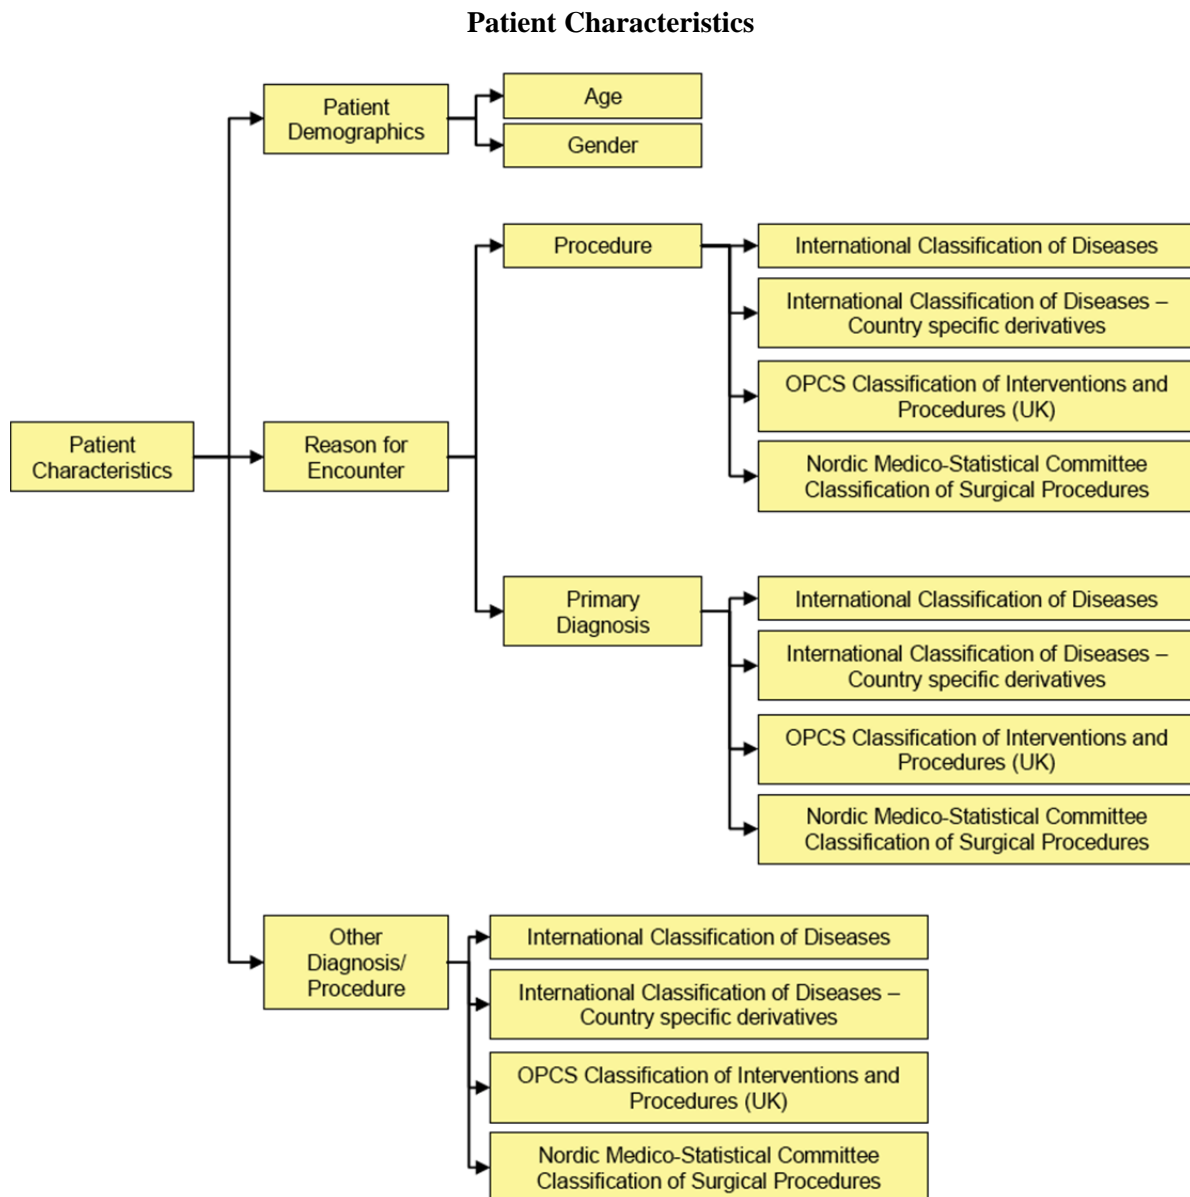 Patient Characteristics
Patient
Demographics
Age
Gender
Procedure
International Classification of Diseases
International Classification of Diseases –
Country specific derivatives
OPCS Classification of Interventions and
Procedures (UK)
Patient
Characteristics
Reason for
Encounter
Nordic Medico-Statistical Committee
Classification of Surgical Procedures
Primary
Diagnosis
International Classification of Diseases
International Classification of Diseases –
Country specific derivatives
OPCS Classification of Interventions and
Procedures (UK)
Nordic Medico-Statistical Committee
Classification of Surgical Procedures
Other
Diagnosis/
Procedure
International Classification of Diseases
International Classification of Diseases –
Country specific derivatives
OPCS Classification of Interventions and
Procedures (UK)
Nordic Medico-Statistical Committee
Classification of Surgical Procedures